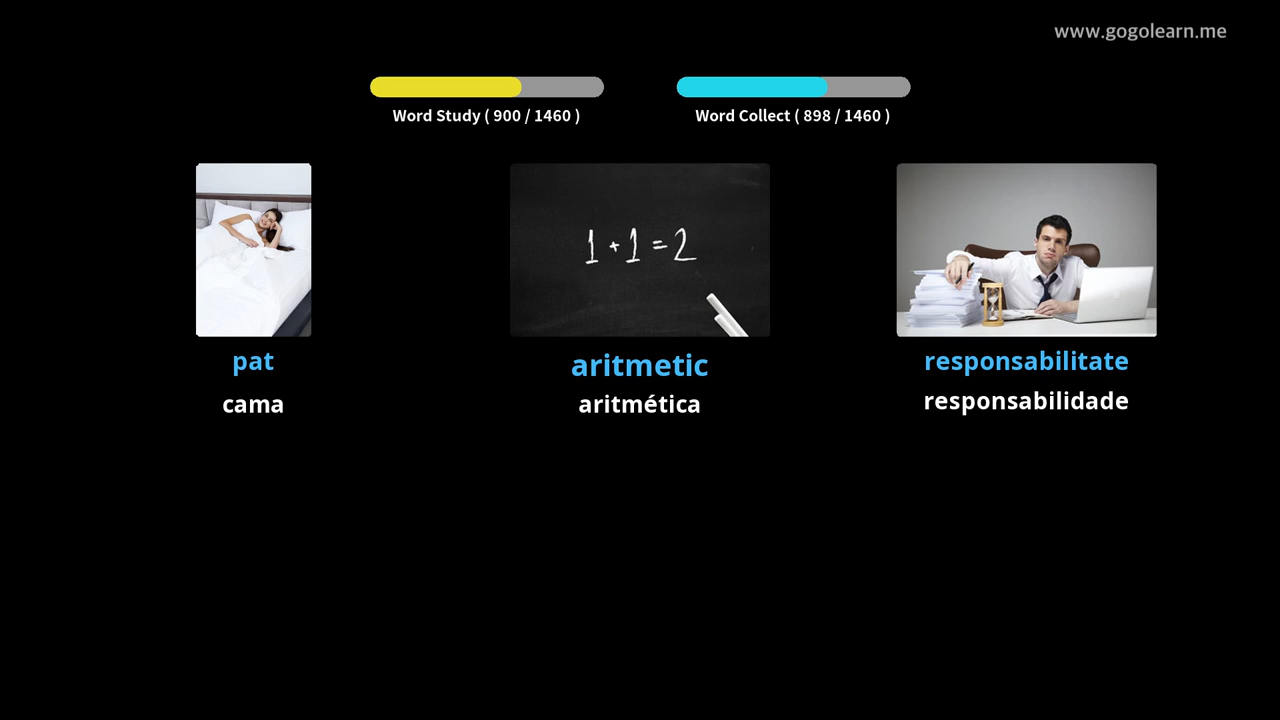 www.gogolearn.me
Word Study ( 900 / 1460 )
Word Collect ( 898 / 1460 )
1 + 1 = 2
pat
aritmetic
responsabilitate
cama
aritmética
responsabilidade